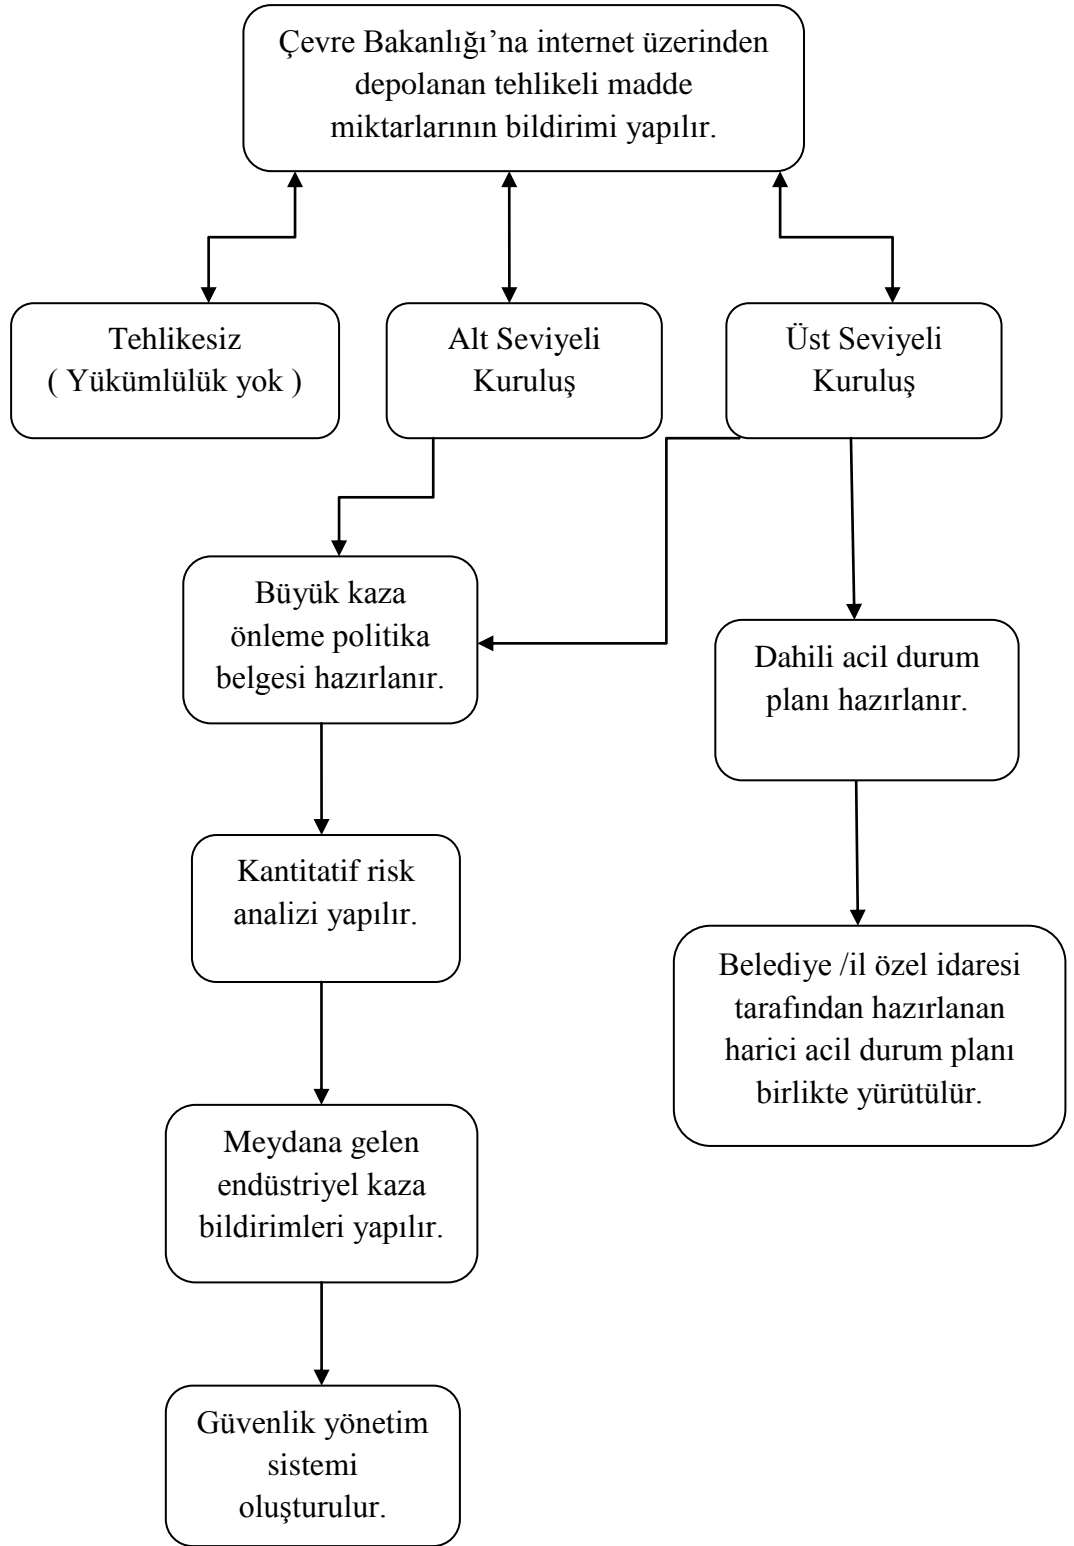 Çevre Bakanlığı’na internet üzerinden
depolanan tehlikeli madde
miktarlarının bildirimi yapılır.
Tehlikesiz
( Yükümlülük yok )
Alt Seviyeli
Kuruluş
Üst Seviyeli
Kuruluş
Büyük kaza
önleme politika
belgesi hazırlanır.
Dahili acil durum
planı hazırlanır.
Kantitatif risk
analizi yapılır.
Belediye /il özel idaresi
tarafından hazırlanan
harici acil durum planı
birlikte yürütülür.
Meydana gelen
endüstriyel kaza
bildirimleri yapılır.
Güvenlik yönetim
sistemi
oluşturulur.